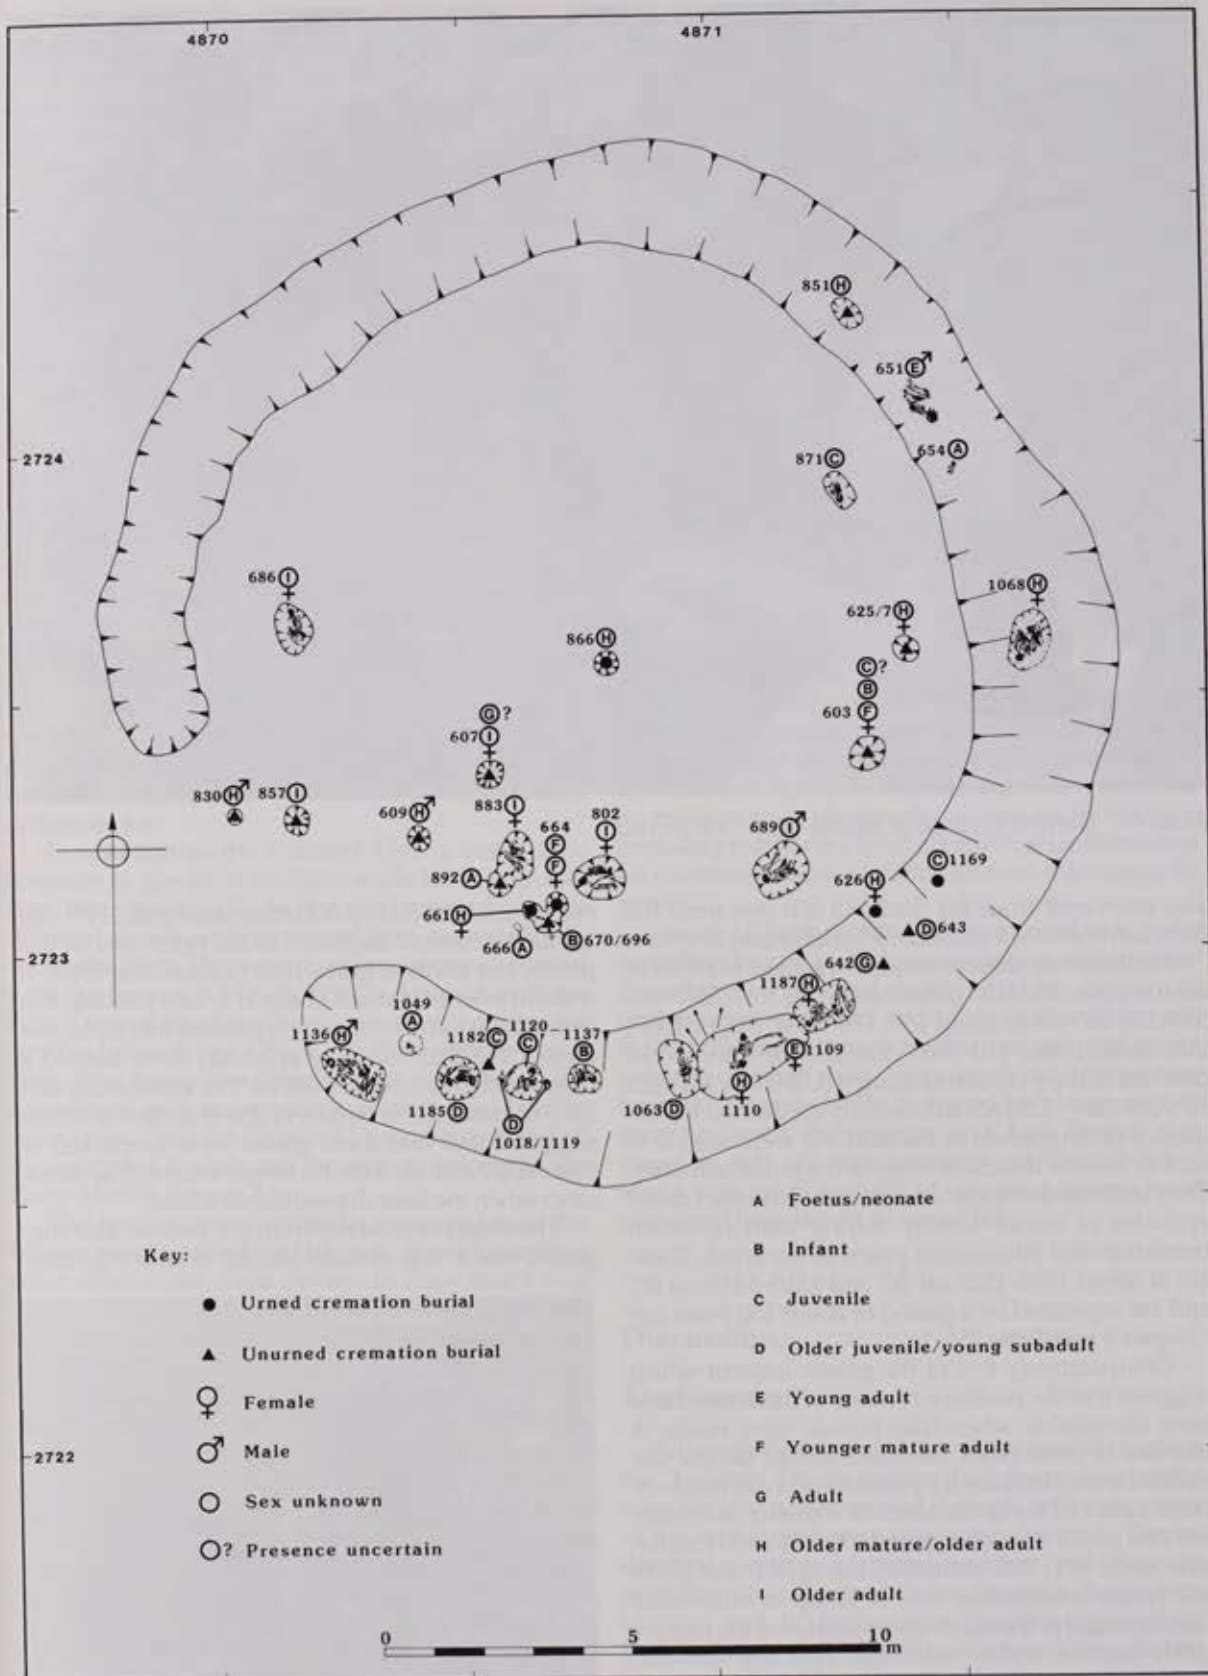 4870
4871
851 H
651 E
2724
871 C
654 A
686 I
1068 H
625/7 H
866 H
C ?
B
603 F
G ?
607 I
830 H
857 I
609 H
883 I
664
F
F
802
I
689 I
C 1169
892 A
626 H
661 H
666
A
B 670/696
D 643
2723
642 G
1187 H
1049
A
1136 H
1182 C
1120
C
1137
B
E 1109
1185 D
D
1018/1119
1063 D
H
1110
A Foetus/neonate
Key:
B Infant
Urned cremation burial
C Juvenile
Unurned cremation burial
D Older juvenile/young subadult
Female
E Young adult
Male
F Younger mature adult
2722
Sex unknown
G Adult
? Presence uncertain
H Older mature/older adult
I Older adult
0 5 10 m